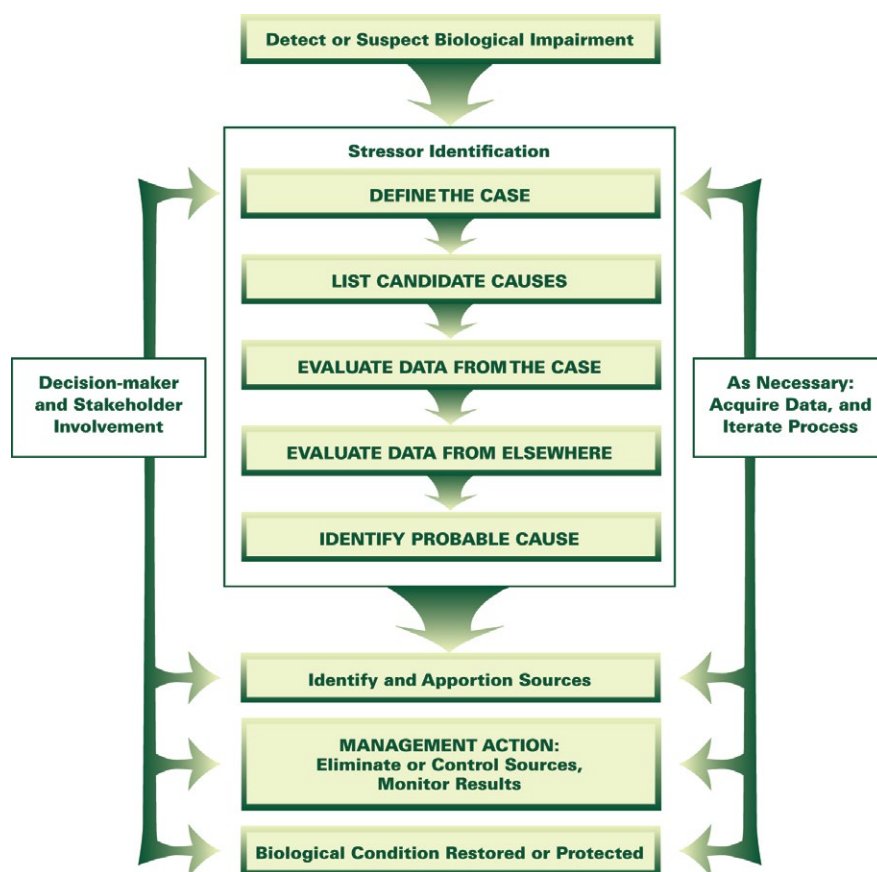 Detect or Suspect Biological Impairment
Stressor Identification
DEFINE THE CASE
LIST CANDIDATE CAUSES
EVALUATE DATA FROM THE CASE
EVALUATE DATA FROM ELSEWHERE
IDENTIFY PROBABLE CAUSE
Decision-maker
and Stakeholder
Involvement
As Necessary:
Acquire Data, and
Iterate Process
Identify and Apportion Sources
MANAGEMENT ACTION:
Eliminate or Control Sources,
Monitor Results
Biological Condition Restored or Protected